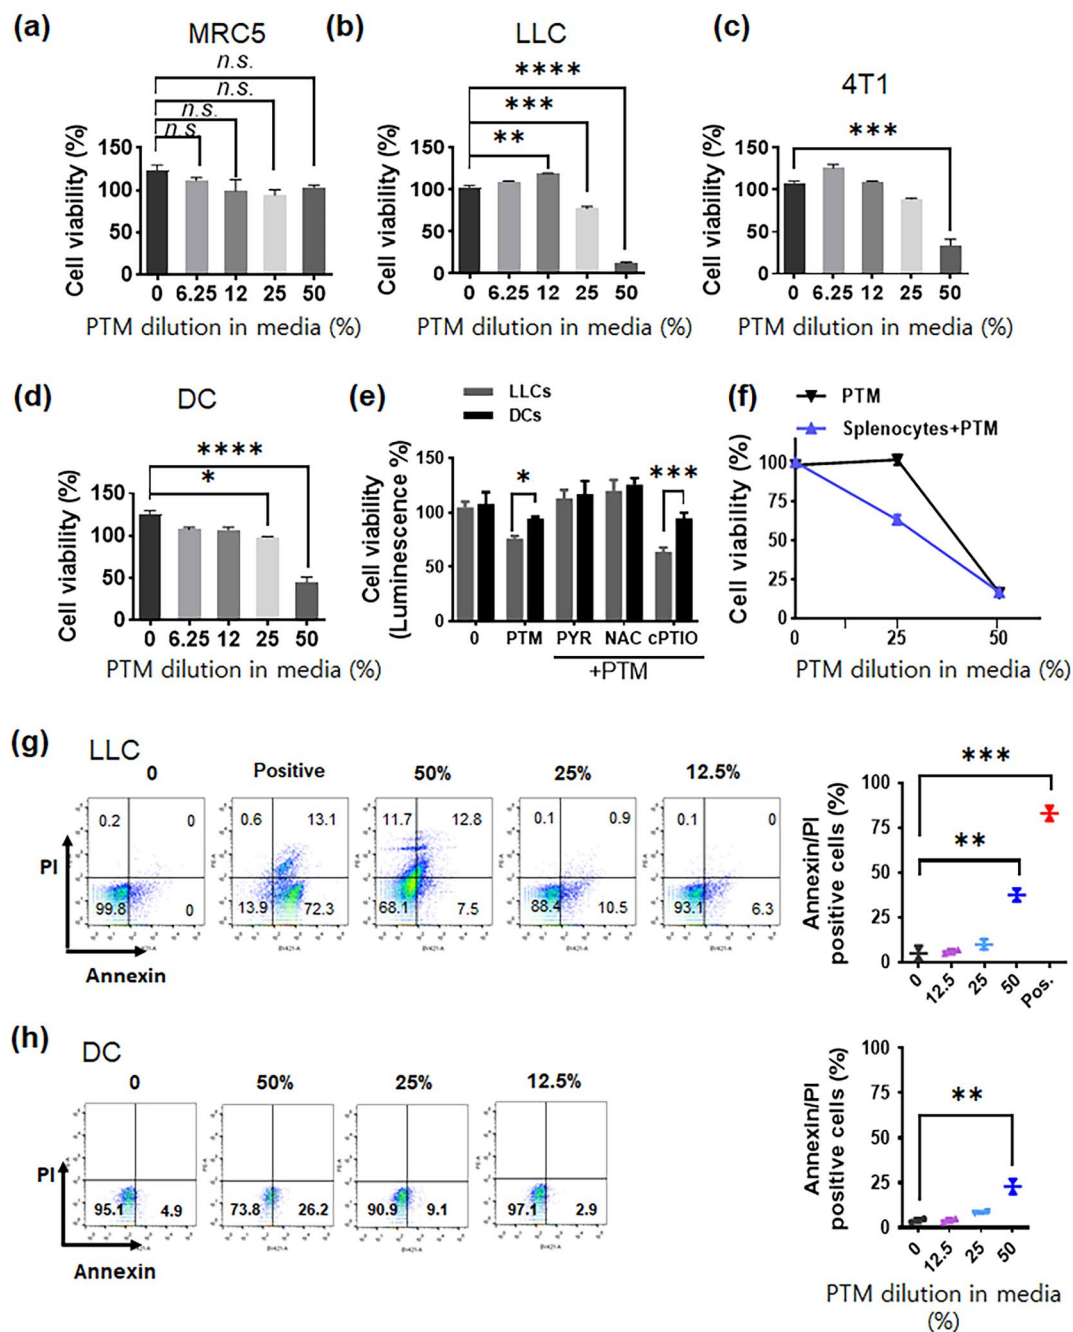 (a) MRC5
n.s.
n.s.
n.s.
n.s
Cell viability (%)
150
100
50
0
0 6.25 12 25 50
PTM dilution in media (%)
(b) LLC
****
***
**
Cell viability (%)
150
100
50
0
0 6.25 12 25 50
PTM dilution in media (%)
(c)
4T1
***
Cell viability (%)
150
100
50
0
0 6.25 12 25 50
PTM dilution in media (%)
(d) DC
****
*
Cell viability (%)
150
100
50
0
0 6.25 12 25 50
PTM dilution in media (%)
(e)
LLCs
DCs
* ***
Cell viability
(Luminescence %)
150
100
50
0
0 PTM PYR NAC cPTIO
+PTM
(f)
PTM
Splenocytes+PTM
Cell viability (%)
100
75
50
25
0
0 25 50
PTM dilution in media (%)
(g) LLC
0 Positive 50% 25% 12.5%
0.2 0
99.8 0
0.6 13.1
13.9 72.3
11.7 12.8
68.1 7.5
0.1 0.9
88.4 10.5
0.1 0
93.1 6.3
PI
Annexin
Annexin/PI
positive cells (%)
***
**
100
75
50
25
0
0 12.5 25 50 Pos.
(h) DC
0 50% 25% 12.5%
95.1 4.9
73.8 26.2
90.9 9.1
97.1 2.9
PI
Annexin
Annexin/PI
positive cells (%)
**
100
75
50
25
0
0 12.5 25 50
PTM dilution in media
(%)